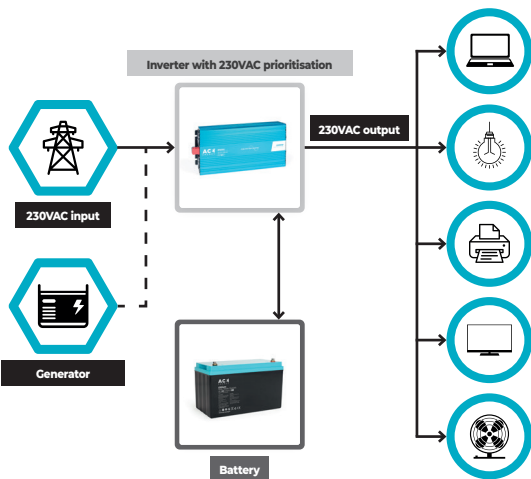 Inverter with 230VAC prioritisation
230VAC output
230VAC input
Generator
Battery